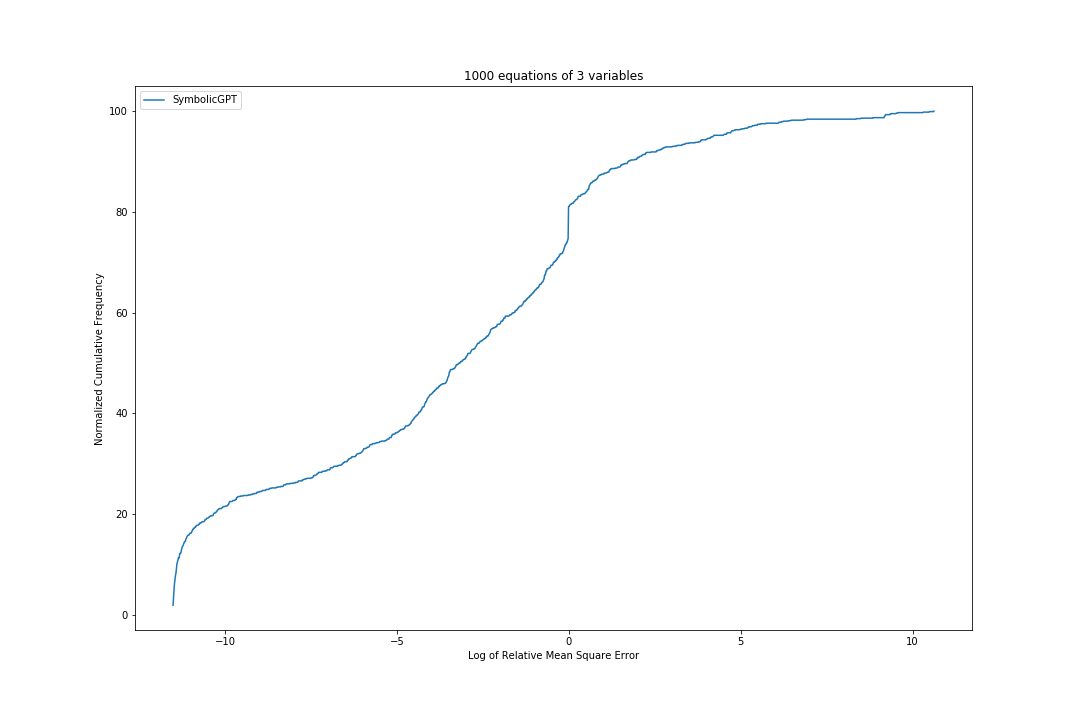 1000 equations of 3 variables
SymbolicGPT
100
80
60
40
20
0
Normalized Cumulative Frequency
−10
−5
0
5
10
Log of Relative Mean Square Error